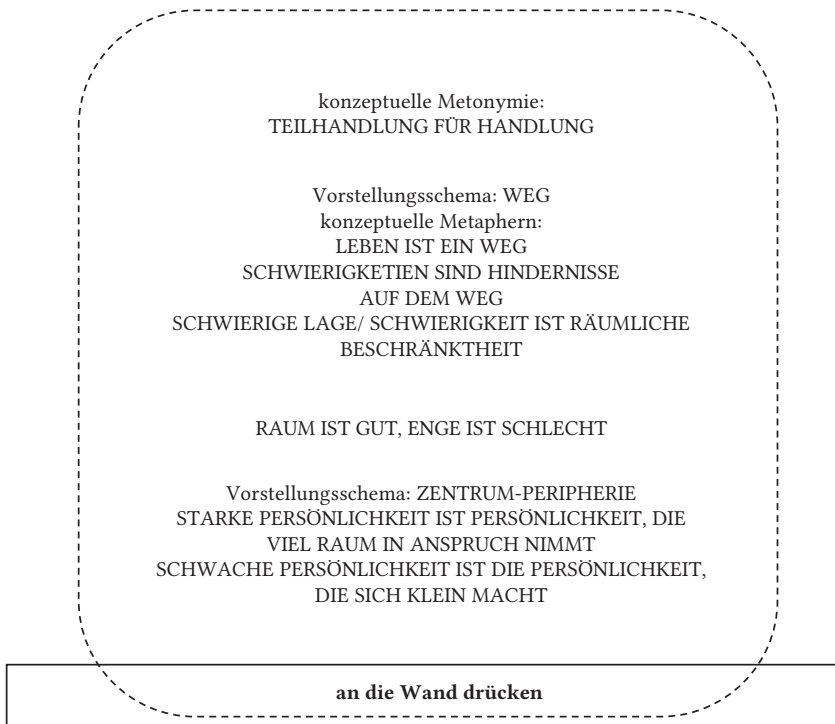 konzeptuelle Metonymie:
TEILHANDLUNG FÜR HANDLUNG
Vorstellungsschema: WEG
konzeptuelle Metaphern:
LEBEN IST EIN WEG
SCHWIERIGKETIEN SIND HINDERNISSE
AUF DEM WEG
SCHWIERIGE LAGE/ SCHWIERIGKEIT IST RÄUMLICHE
BESCHRÄNKTHEIT
RAUM IST GUT, ENGE IST SCHLECHT
Vorstellungsschema: ZENTRUM-PERIPHERIE
STARKE PERSÖNLICHKEIT IST PERSÖNLICHKEIT, DIE
VIEL RAUM IN ANSPRUCH NIMMT
SCHWACHE PERSÖNLICHKEIT IST DIE PERSÖNLICHKEIT,
DIE SICH KLEIN MACHT
an die Wand drücken